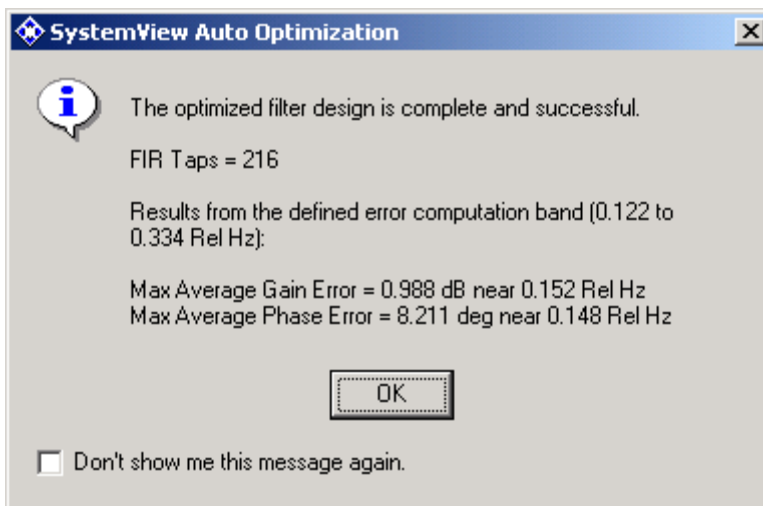 SystemView Auto Optimization
The optimized filter design is complete and successful.
FIR Taps = 216
Results from the defined error computation band (0.122 to
0.334 Rel Hz):
Max Average Gain Error = 0.988 dB near 0.152 Rel Hz
Max Average Phase Error = 8.211 deg near 0.148 Rel Hz
OK
Don't show me this message again.